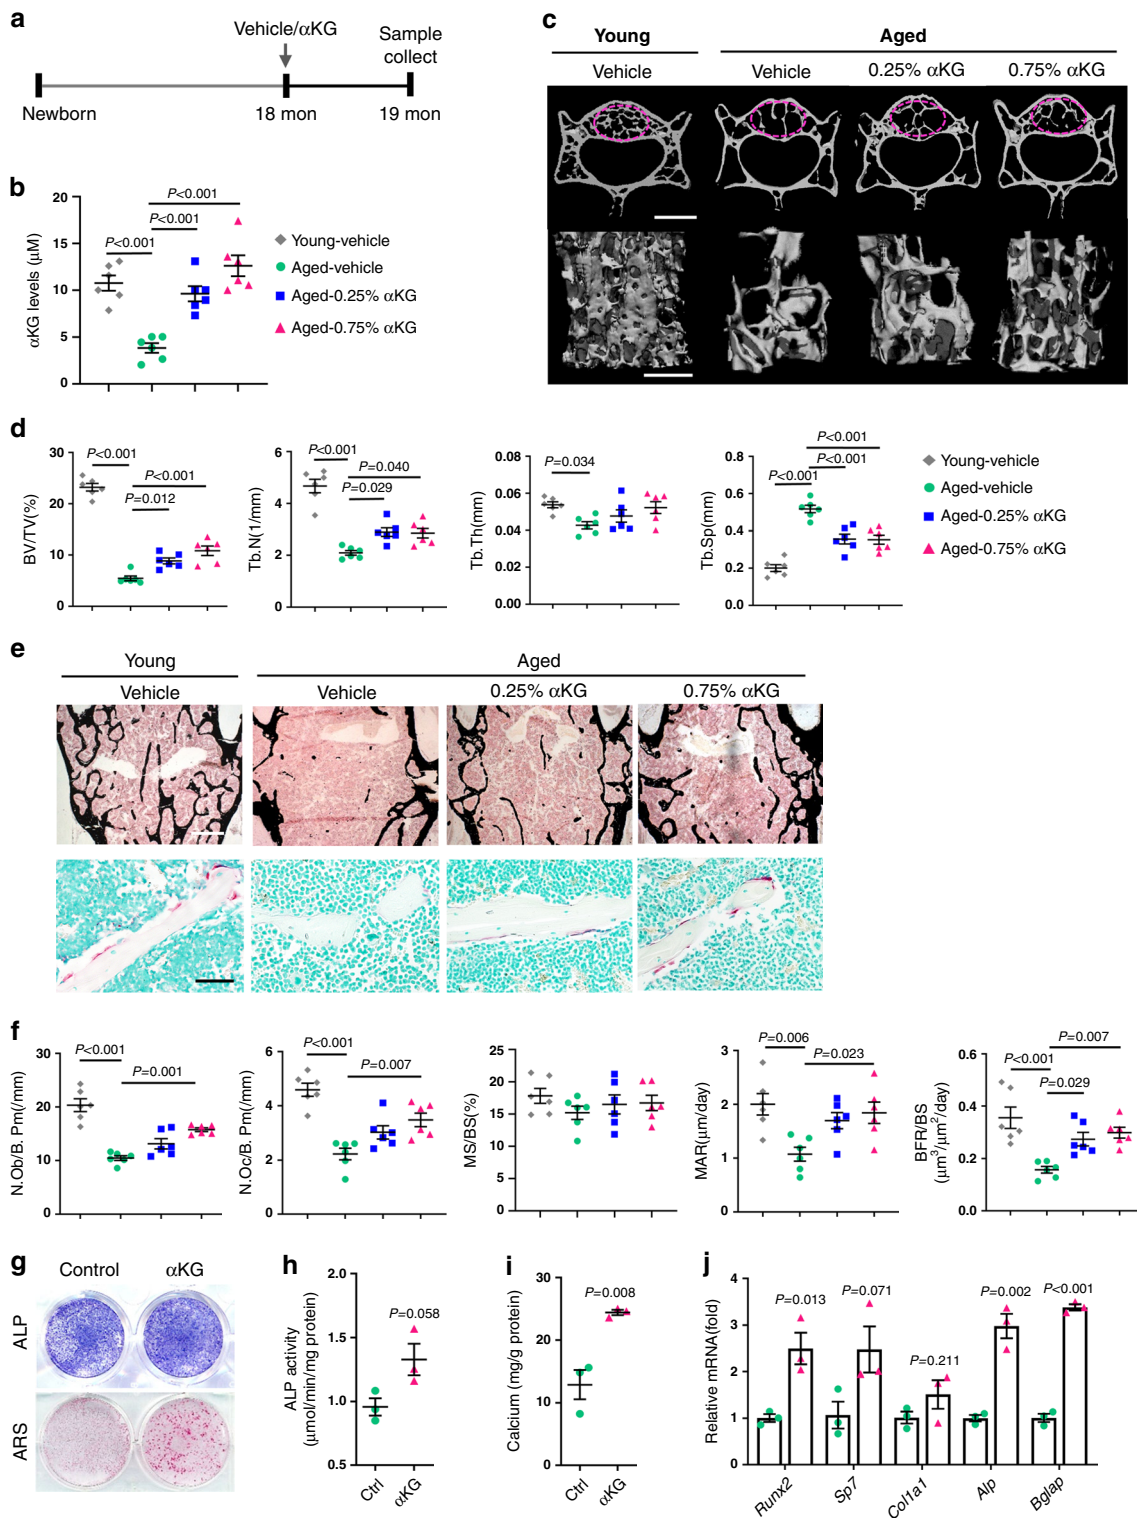 a
Vehicle/αKG
Sample
collect
Newborn
18 mon
19 mon
b
αKG levels (μM)
20
15
10
5
0
P<0.001
P<0.001
P<0.001
Young-vehicle
Aged-vehicle
Aged-0.25% αKG
Aged-0.75% αKG
c
Young
Aged
Vehicle
Vehicle
0.25% αKG
0.75% αKG
d
BV/TV(%)
30
20
10
0
P<0.001
P<0.001
P=0.012
Tb.N(1/mm)
6
4
2
0
P<0.001
P=0.040
P=0.029
Tb.Th(mm)
0.08
0.06
0.04
0.02
0.00
P=0.034
Tb.Sp(mm)
0.8
0.6
0.4
0.2
0.0
P<0.001
P<0.001
P<0.001
Young-vehicle
Aged-vehicle
Aged-0.25% αKG
Aged-0.75% αKG
e
Young
Aged
Vehicle
Vehicle
0.25% αKG
0.75% αKG
f
N.Ob/B. Pm(/mm)
30
20
10
0
P<0.001
P=0.001
N.Oc/B. Pm(/mm)
6
4
2
0
P<0.001
P=0.007
MS/BS(%)
25
20
15
10
5
0
MAR(μm/day)
3
2
1
0
P=0.006
P=0.023
BFR/BS
(μm³/μm²/day)
0.6
0.4
0.2
0.0
P=0.007
P<0.001
P=0.029
g
Control
αKG
ALP
ARS
h
ALP activity
(μmol/min/mg protein)
2.0
1.5
1.0
0.5
P=0.058
Ctrl
αKG
i
Calcium (mg/g protein)
30
20
10
0
P=0.008
Ctrl
αKG
j
Relative mRNA(fold)
4
3
2
1
0
P=0.013
P=0.071
P=0.211
P=0.002
P<0.001
Runx2
Sp7
Col1a1
Alp
Bglap